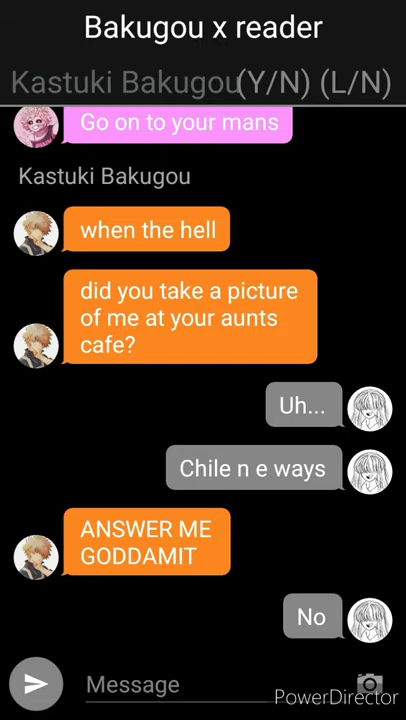 Bakugou x reader
Kastuki Bakugou(Y/N) (L/N)
Go on to your mans
Kastuki Bakugou
when the hell
did you take a picture
of me at your aunts
cafe?
Uh...
Chile n e ways
ANSWER ME
GODDAMIT
No
Message
PowerDirector